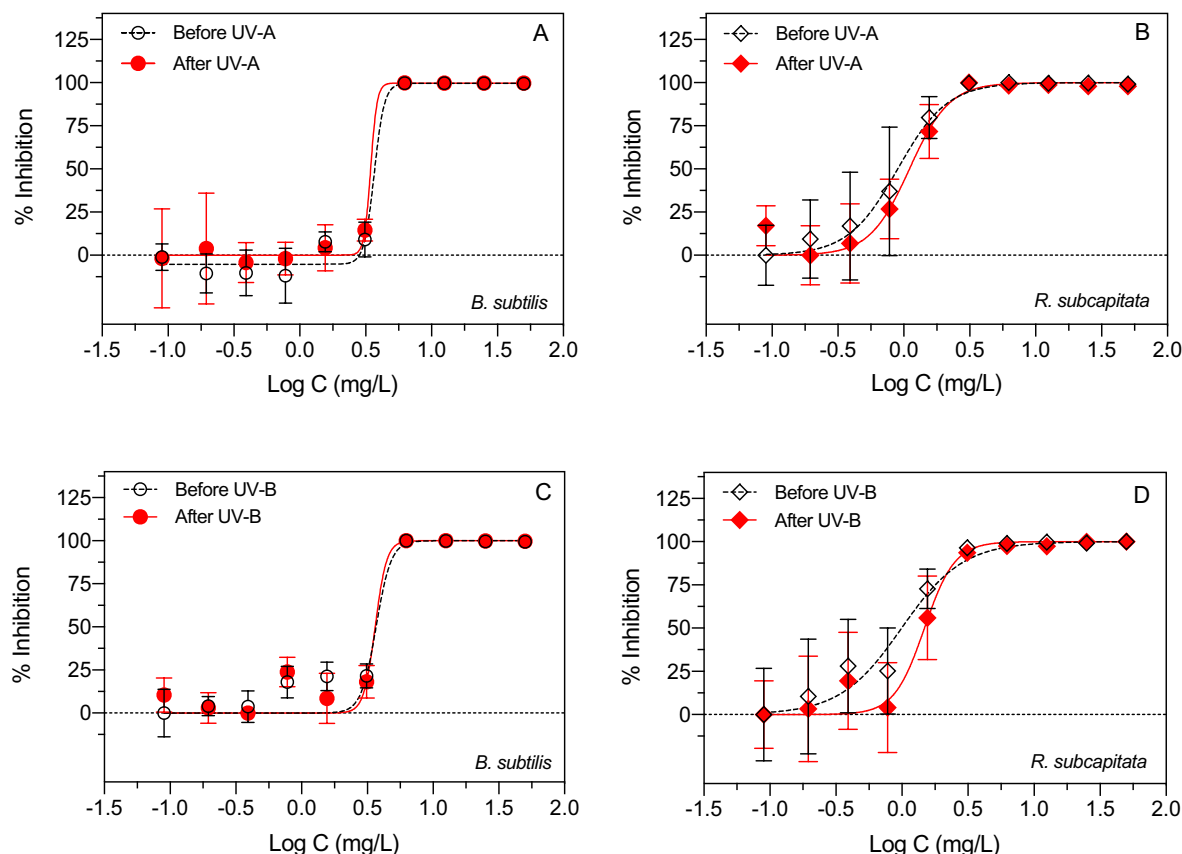 A
Before UV-A
After UV-A
125
100
75
50
25
0
% Inhibition
B. subtilis
-1.5 -1.0 -0.5 0.0 0.5 1.0 1.5 2.0
Log C (mg/L)
B
Before UV-A
After UV-A
125
100
75
50
25
0
% Inhibition
R. subcapitata
-1.5 -1.0 -0.5 0.0 0.5 1.0 1.5 2.0
Log C (mg/L)
C
Before UV-B
After UV-B
125
100
75
50
25
0
% Inhibition
B. subtilis
-1.5 -1.0 -0.5 0.0 0.5 1.0 1.5 2.0
Log C (mg/L)
D
Before UV-B
After UV-B
125
100
75
50
25
0
% Inhibition
R. subcapitata
-1.5 -1.0 -0.5 0.0 0.5 1.0 1.5 2.0
Log C (mg/L)